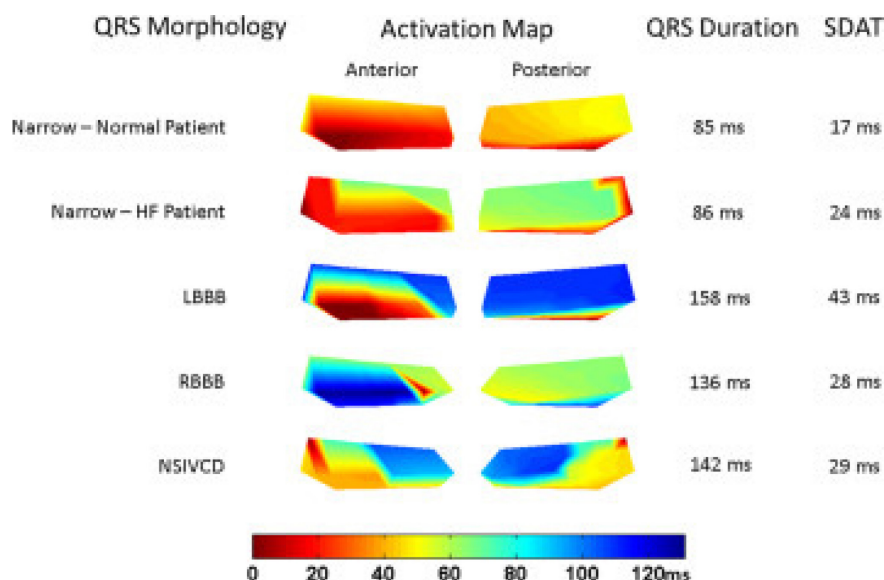 QRS Morphology Activation Map QRS Duration SDAT
Anterior Posterior
Narrow – Normal Patient 85 ms 17 ms
Narrow – HF Patient 86 ms 24 ms
LBBB 158 ms 43 ms
RBBB 136 ms 28 ms
NSIVCD 142 ms 29 ms
0 20 40 60 80 100 120ms